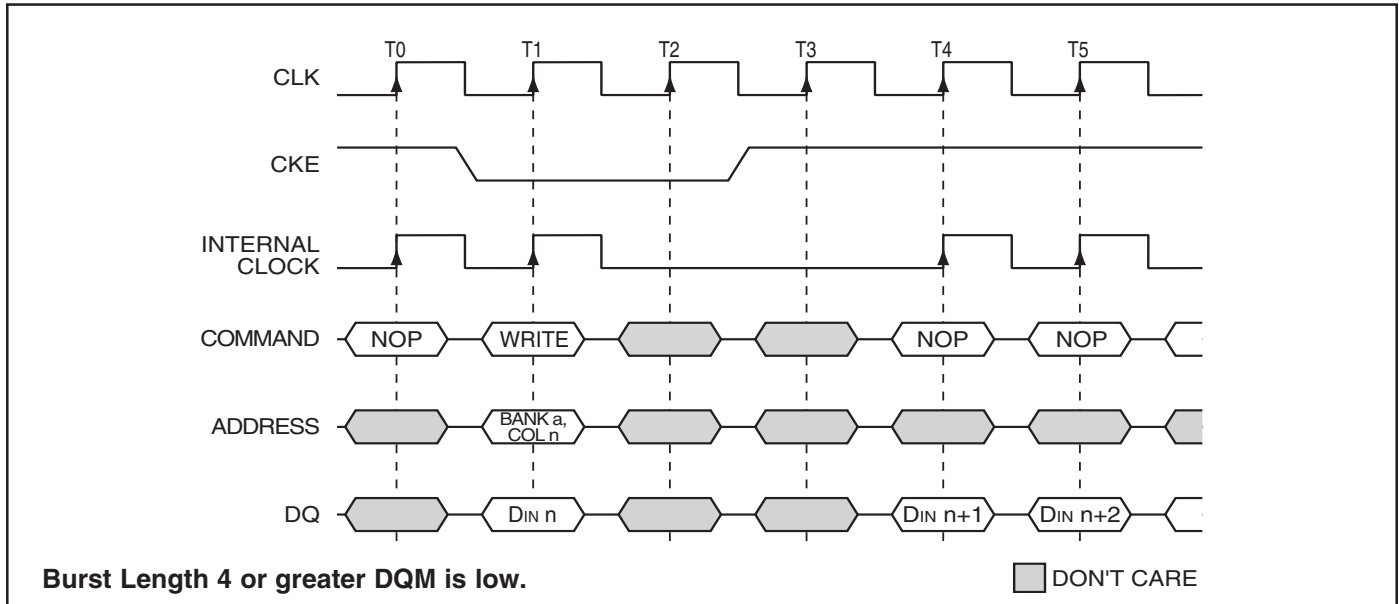 T0 T1 T2 T3 T4 T5
CLK
CKE
INTERNAL
CLOCK
COMMAND NOP WRITE NOP NOP
ADDRESS BANK a,
COL n
DQ DIN n DIN n+1 DIN n+2
Burst Length 4 or greater DQM is low. DON'T CARE